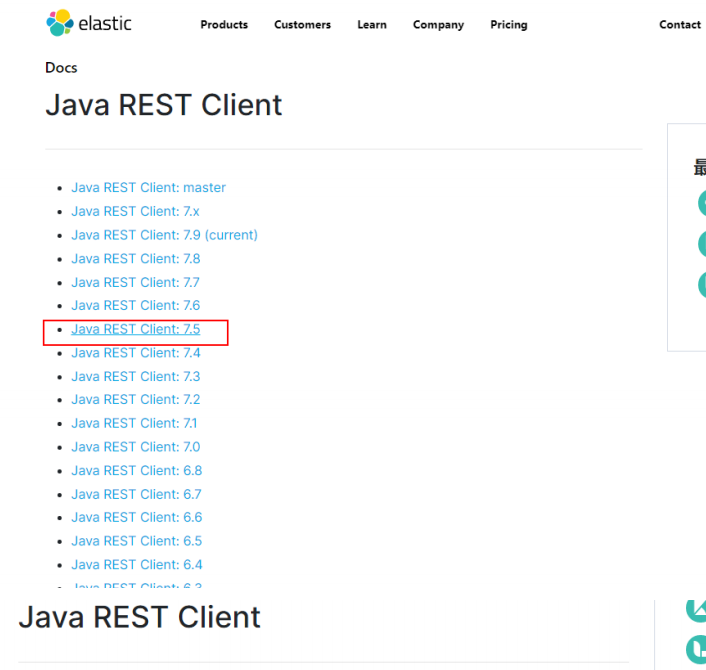 elastic Products Customers Learn Company Pricing Contact
Docs
Java REST Client
最
Java REST Client: master
Java REST Client: 7.x
Java REST Client: 7.9 (current)
Java REST Client: 7.8
Java REST Client: 7.7
Java REST Client: 7.6
Java REST Client: 7.5
Java REST Client: 7.4
Java REST Client: 7.3
Java REST Client: 7.2
Java REST Client: 7.1
Java REST Client: 7.0
Java REST Client: 6.8
Java REST Client: 6.7
Java REST Client: 6.6
Java REST Client: 6.5
Java REST Client: 6.4
Java REST Client: 6.3
Java REST Client